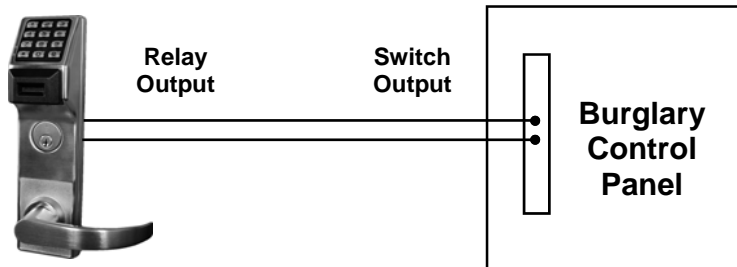 Relay
Output
Switch
Output
Burglary
Control
Panel